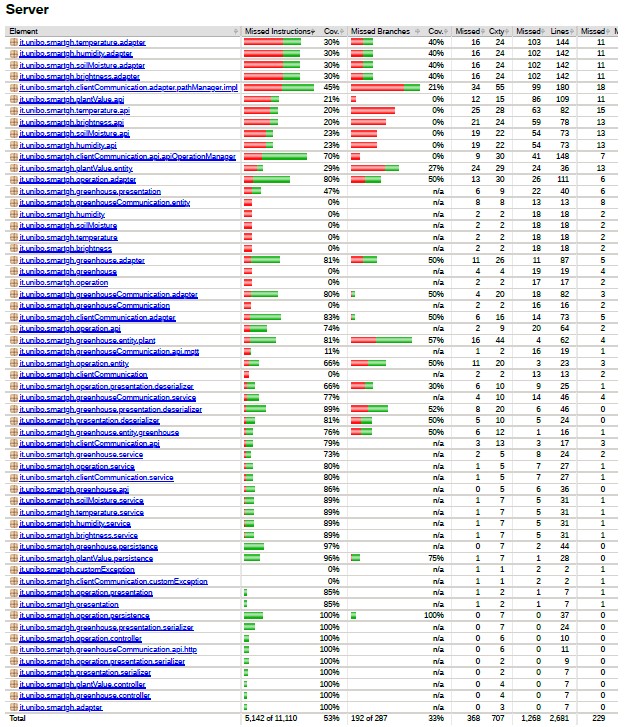 Server
Element Missed Instructions Cov. Missed Branches Cov. Missed Cxty Missed Lines Missed M
it.unibo.smartgh.temperature.adapter 30% 40% 16 24 103 144 11
it.unibo.smartgh.humidity.adapter 30% 40% 16 24 102 142 11
it.unibo.smartgh.soilMoisture.adapter 30% 40% 16 24 102 142 11
it.unibo.smartgh.brightness.adapter 30% 40% 16 24 102 142 11
it.unibo.smartgh.clientCommunication.adapter.pathManager.impl 45% 21% 34 55 99 180 18
it.unibo.smartgh.plantValue.api 21% 0% 12 15 86 109 11
it.unibo.smartgh.temperature.api 20% 0% 25 28 63 82 15
it.unibo.smartgh.brightness.api 20% 0% 21 24 59 78 13
it.unibo.smartgh.soilMoisture.api 23% 0% 19 22 54 73 13
it.unibo.smartgh.humidity.api 23% 0% 19 22 54 73 13
it.unibo.smartgh.clientCommunication.api.apiOperationManager 70% 0% 9 30 41 148 7
it.unibo.smartgh.plantValue.entity 29% 27% 24 29 24 36 13
it.unibo.smartgh.operation.adapter 80% 50% 13 30 26 111 6
it.unibo.smartgh.greenhouse.presentation 47% n/a 6 9 22 40 6
it.unibo.smartgh.greenhouseCommunication.entity 0% n/a 8 8 13 13 8
it.unibo.smartgh.humidity 0% n/a 2 2 18 18 2
it.unibo.smartgh.soilMoisture 0% n/a 2 2 18 18 2
it.unibo.smartgh.temperature 0% n/a 2 2 18 18 2
it.unibo.smartgh.brightness 0% n/a 2 2 18 18 2
it.unibo.smartgh.greenhouse.adapter 81% 50% 11 26 11 87 5
it.unibo.smartgh.greenhouse 0% n/a 4 4 19 19 4
it.unibo.smartgh.operation 0% n/a 2 2 17 17 2
it.unibo.smartgh.greenhouseCommunication.adapter 80% 50% 4 20 18 82 3
it.unibo.smartgh.greenhouseCommunication 0% n/a 2 2 16 16 2
it.unibo.smartgh.clientCommunication.adapter 83% 50% 6 16 14 73 5
it.unibo.smartgh.operation.api 74% n/a 2 9 20 64 2
it.unibo.smartgh.greenhouse.entity.plant 81% 57% 16 44 4 62 4
it.unibo.smartgh.greenhouseCommunication.api.mqtt 11% n/a 1 2 16 19 1
it.unibo.smartgh.operation.entity 66% 50% 11 20 3 23 3
it.unibo.smartgh.clientCommunication 0% n/a 2 2 13 13 2
it.unibo.smartgh.operation.presentation.deserializer 66% 30% 6 10 9 25 1
it.unibo.smartgh.greenhouseCommunication.service 77% n/a 4 10 14 46 4
it.unibo.smartgh.greenhouse.presentation.deserializer 89% 52% 8 20 6 46 0
it.unibo.smartgh.presentation.deserializer 81% 50% 5 10 5 24 0
it.unibo.smartgh.greenhouse.entity.greenhouse 76% 50% 6 12 1 16 1
it.unibo.smartgh.clientCommunication.api 79% n/a 3 13 3 17 3
it.unibo.smartgh.greenhouse.service 73% n/a 2 5 8 24 2
it.unibo.smartgh.operation.service 80% n/a 1 5 7 27 1
it.unibo.smartgh.clientCommunication.service 80% n/a 1 5 7 27 1
it.unibo.smartgh.greenhouse.api 86% n/a 0 5 6 36 0
it.unibo.smartgh.soilMoisture.service 89% n/a 1 7 5 31 1
it.unibo.smartgh.temperature.service 89% n/a 1 7 5 31 1
it.unibo.smartgh.humidity.service 89% n/a 1 7 5 31 1
it.unibo.smartgh.brightness.service 89% n/a 1 7 5 31 1
it.unibo.smartgh.greenhouse.persistence 97% n/a 0 7 2 44 0
it.unibo.smartgh.plantValue.persistence 96% 75% 1 7 1 28 0
it.unibo.smartgh.customException 0% n/a 1 1 2 2 1
it.unibo.smartgh.clientCommunication.customException 0% n/a 1 1 2 2 1
it.unibo.smartgh.operation.presentation 85% n/a 1 2 1 7 1
it.unibo.smartgh.presentation 85% n/a 1 2 1 7 1
it.unibo.smartgh.operation.persistence 100% 100% 0 7 0 37 0
it.unibo.smartgh.greenhouse.presentation.serializer 100% n/a 0 7 0 24 0
it.unibo.smartgh.operation.controller 100% n/a 0 6 0 10 0
it.unibo.smartgh.greenhouseCommunication.api.http 100% n/a 0 6 0 11 0
it.unibo.smartgh.operation.presentation.serializer 100% n/a 0 2 0 9 0
it.unibo.smartgh.presentation.serializer 100% n/a 0 2 0 7 0
it.unibo.smartgh.plantValue.controller 100% n/a 0 4 0 7 0
it.unibo.smartgh.greenhouse.controller 100% n/a 0 4 0 7 0
it.unibo.smartgh.adapter 100% n/a 0 3 0 7 0
Total 5,142 of 11,110 53% 192 of 287 33% 368 707 1,268 2,681 229